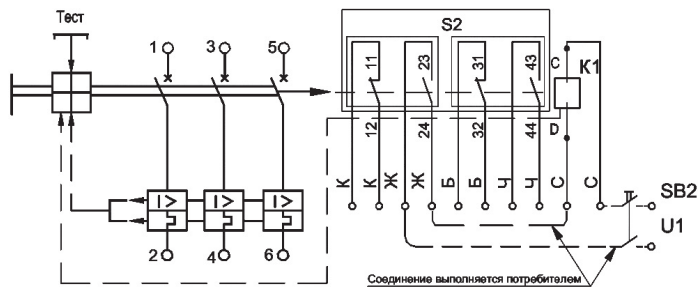 Тест
S2
1 3 5
11 23 31 43
C K1
12 24 32 44
D
I> I> I>
К К Ж Ж Б Б Ч Ч С С
SB2
U1
2 4 6
Соединение выполняется потребителем